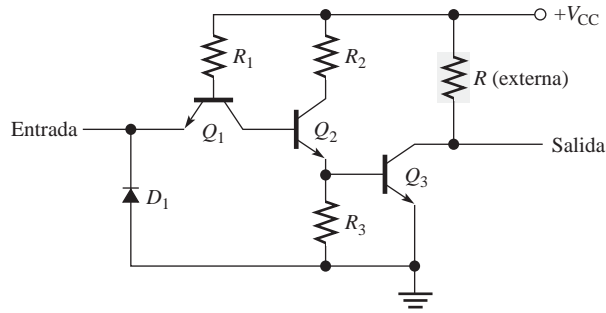 +V_CC
R_1
R_2
R (externa)
Entrada
Q_1
Q_2
Salida
D_1
Q_3
R_3